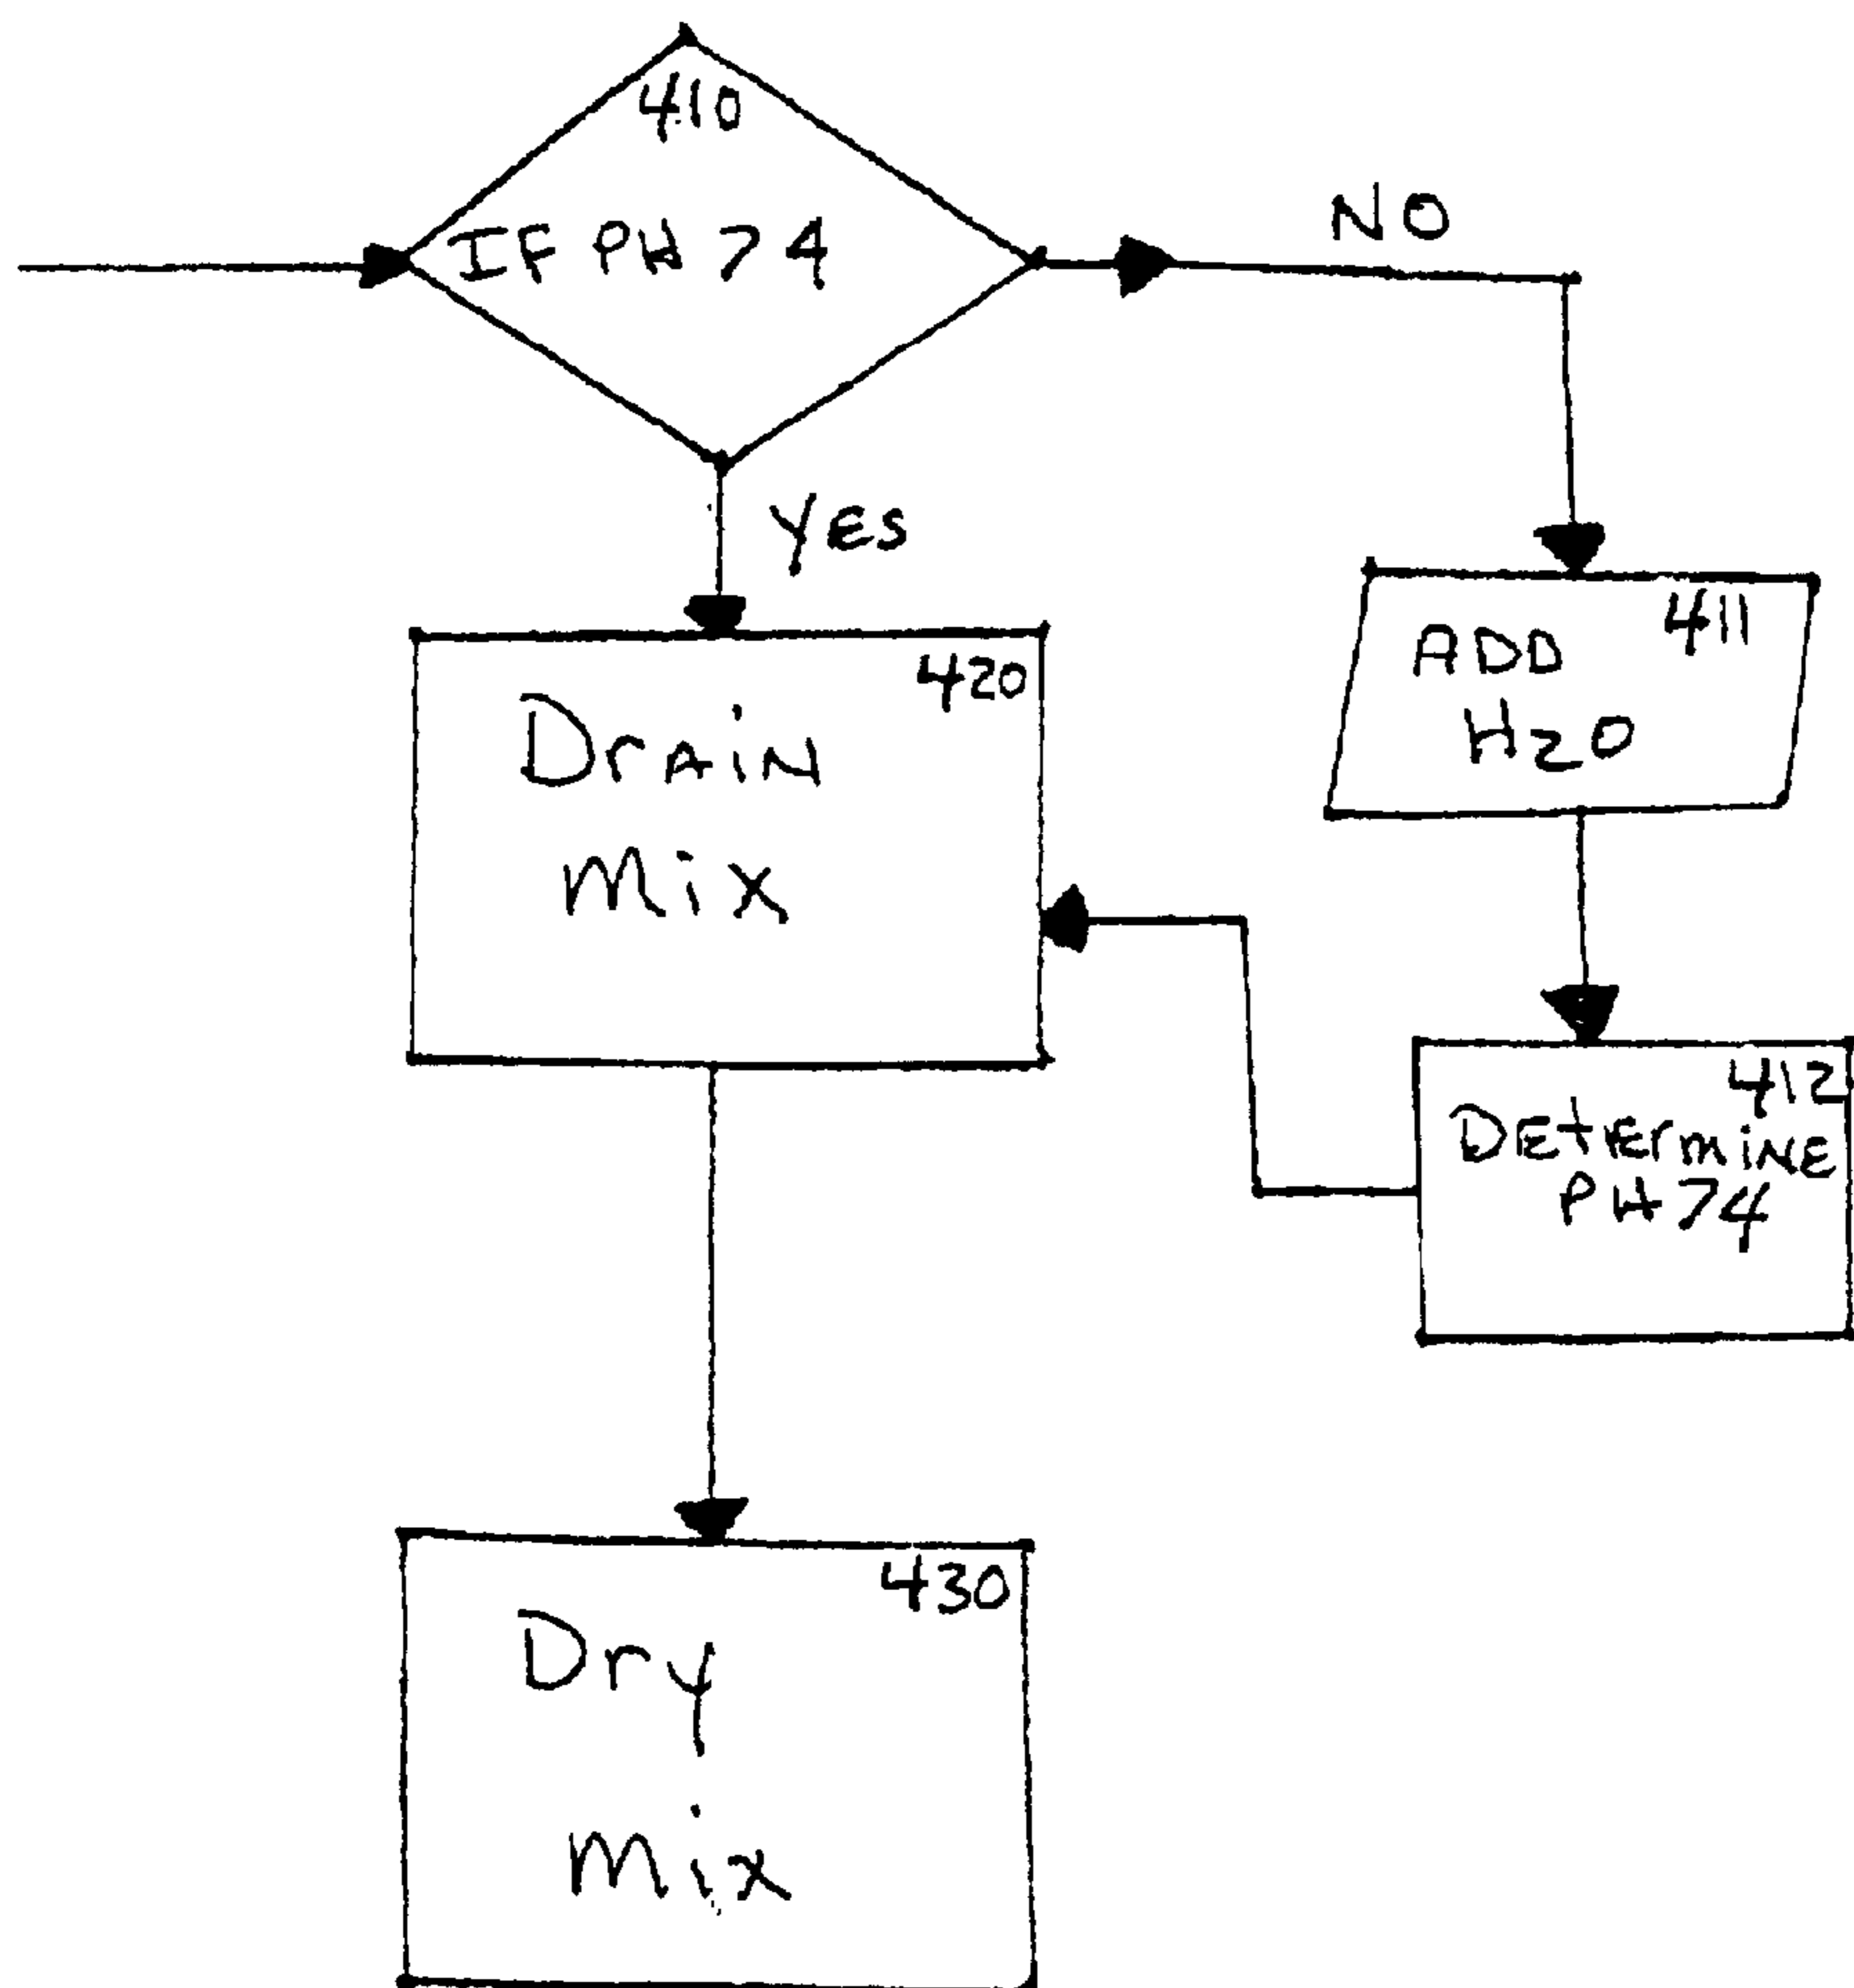 410
IF PH 74
NO
YES
411
ADD
H2O
420
DrAiN
Mix
412
DEtErmiNE
PH 74
430
Dry
Mix